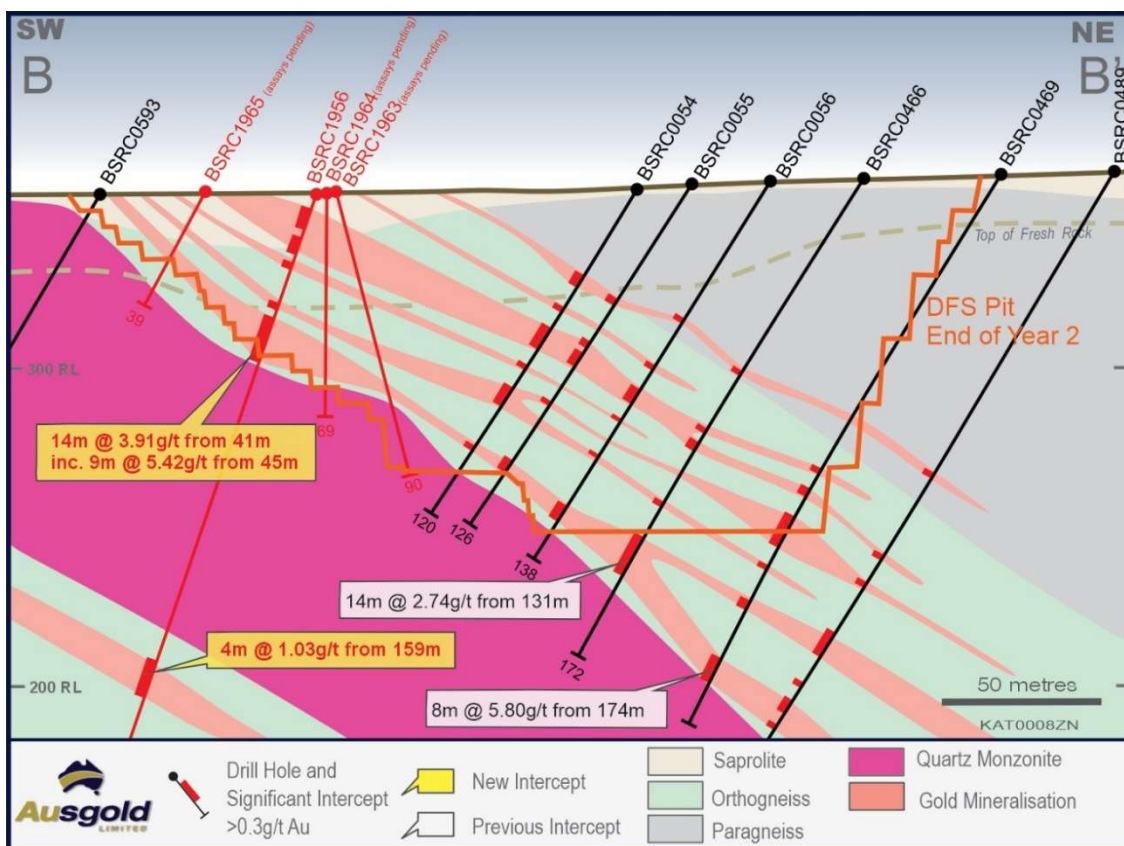 SW
B
NE
B'
BSRC0593
BSRC1965 (assays pending)
BSRC1956
BSRC1964 (assays pending)
BSRC1963 (assays pending)
BSRC0054
BSRC0055
BSRC0056
BSRC0466
BSRC0469
BSRC0489
Top of Fresh Rock
DFS Pit
End of Year 2
39
300 RL
69
90
14m @ 3.91g/t from 41m
inc. 9m @ 5.42g/t from 45m
120
126
138
14m @ 2.74g/t from 131m
172
4m @ 1.03g/t from 159m
200 RL
8m @ 5.80g/t from 174m
50 metres
KAT0008ZN
Ausgold
LIMITED
Drill Hole and
Significant Intercept
>0.3g/t Au
New Intercept
Previous Intercept
Saprolite
Orthogneiss
Paragneiss
Quartz Monzonite
Gold Mineralisation